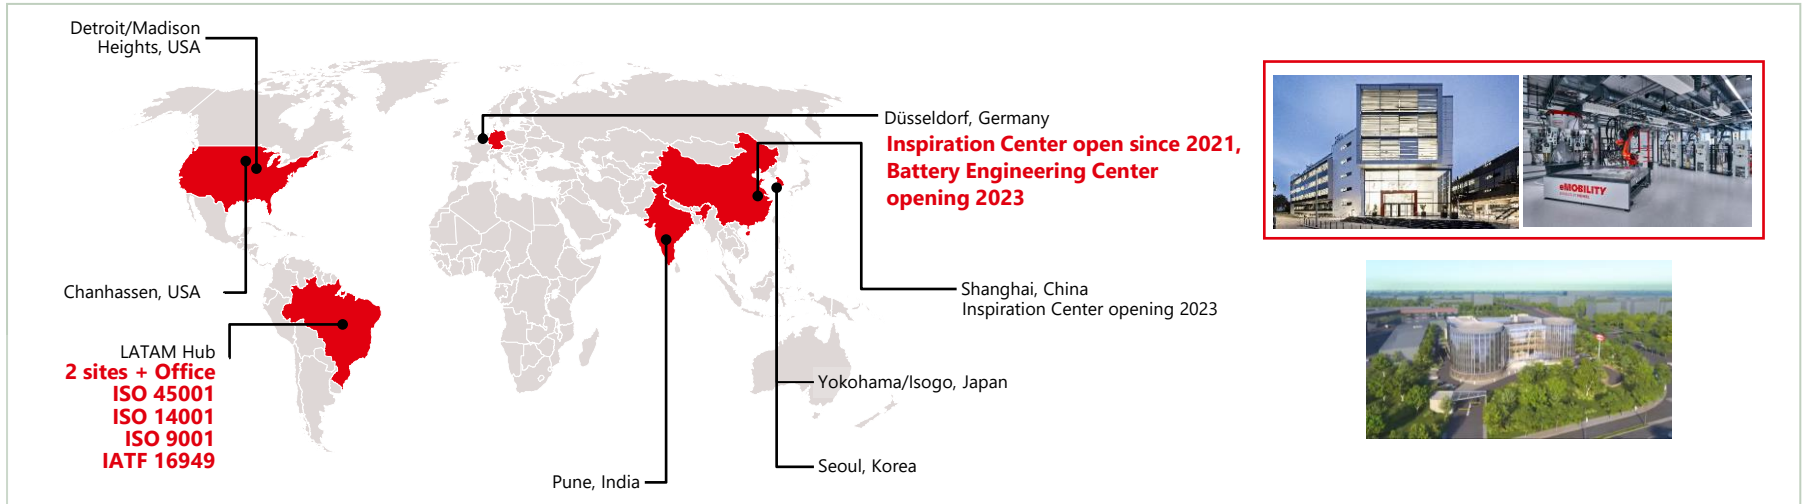 Detroit/Madison
Heights, USA
Chanhassen, USA
LATAM Hub
2 sites + Office
ISO 45001
ISO 14001
ISO 9001
IATF 16949
Düsseldorf, Germany
Inspiration Center open since 2021,
Battery Engineering Center
opening 2023
Shanghai, China
Inspiration Center opening 2023
Yokohama/Isogo, Japan
Seoul, Korea
Pune, India
eMOBILITY